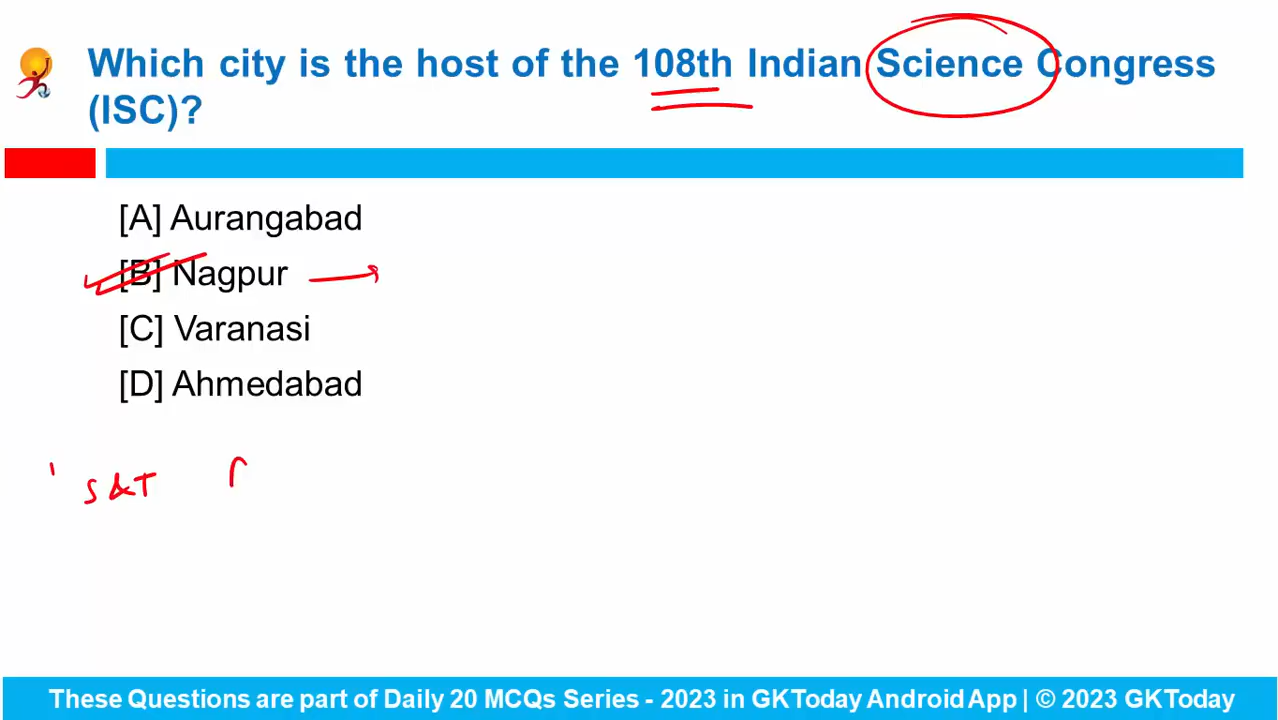 Which city is the host of the 108th Indian Science Congress
(ISC)?
[A] Aurangabad
[B] Nagpur
[C] Varanasi
[D] Ahmedabad
S&T
These Questions are part of Daily 20 MCQs Series - 2023 in GKToday Android App | © 2023 GKToday